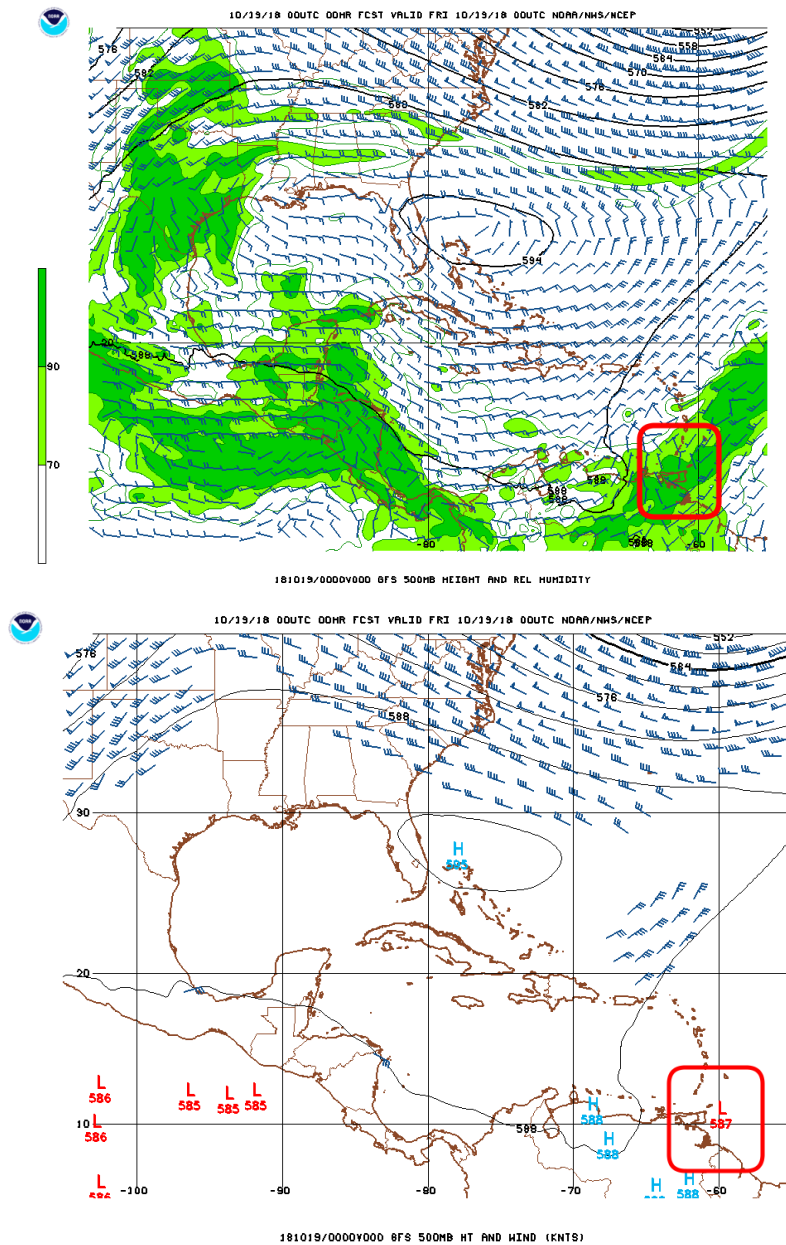 10/19/18 00UTC 00HR FCST VALID FRI 10/19/18 00UTC NOAA/NWS/NCEP
552
558
564
570
576
582
576
582
588
594
90
70
20
588
588
588
588
-80
-60
181019/0000V000 GFS 500MB HEIGHT AND REL HUMIDITY
10/19/18 00UTC 00HR FCST VALID FRI 10/19/18 00UTC NOAA/NWS/NCEP
552
564
576
576
588
30
H
595
20
L
586
L
585
L
585
L
585
L
586
10
588
H
588
H
588
L
587
L
586
H
H
588
-100
-90
-80
-70
-60
181019/0000V000 GFS 500MB HT AND WIND (KNTS)